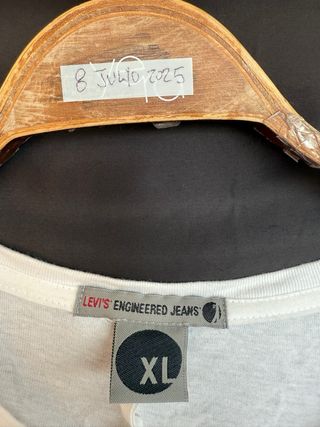 8 JULIO 2025
LEVI'S® ENGINEERED JEANS®
XL